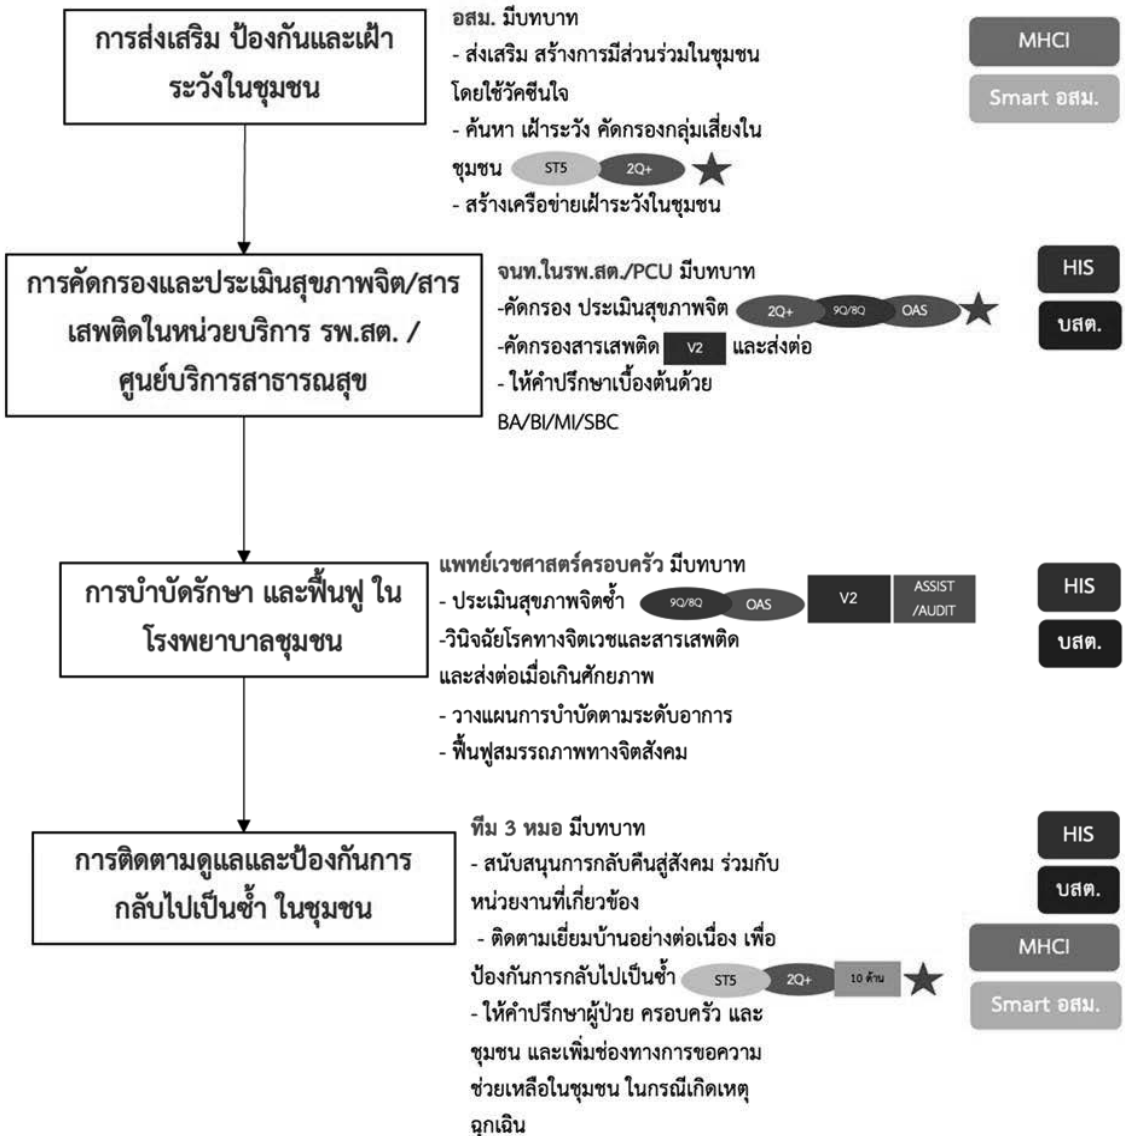 การส่งเสริม ป้องกันและเฝ้า
ระวังในชุมชน
อสม. มีบทบาท
- ส่งเสริม สร้างการมีส่วนร่วมในชุมชน
โดยใช้วัคซีนใจ
- ค้นหา เฝ้าระวัง คัดกรองกลุ่มเสี่ยงใน
ชุมชน ST5 2Q+
- สร้างเครือข่ายเฝ้าระวังในชุมชน
MHCI
Smart อสม.
การคัดกรองและประเมินสุขภาพจิต/สาร
เสพติดในหน่วยบริการ รพ.สต. /
ศูนย์บริการสาธารณสุข
จนท.ในรพ.สต./PCU มีบทบาท
-คัดกรอง ประเมินสุขภาพจิต 2Q+ 9Q/8Q OAS
-คัดกรองสารเสพติด V2 และส่งต่อ
- ให้คำปรึกษาเบื้องต้นด้วย
BA/BI/MI/SBC
HIS
บสต.
การบำบัดรักษา และฟื้นฟู ใน
โรงพยาบาลชุมชน
แพทย์เวชศาสตร์ครอบครัว มีบทบาท
- ประเมินสุขภาพจิตซ้ำ 9Q/8Q OAS V2 ASSIST
/AUDIT
-วินิจฉัยโรคทางจิตเวชและสารเสพติด
และส่งต่อเมื่อเกินศักยภาพ
- วางแผนการบำบัดตามระดับอาการ
- ฟื้นฟูสมรรถภาพทางจิตสังคม
HIS
บสต.
การติดตามดูแลและป้องกันการ
กลับไปเป็นซ้ำ ในชุมชน
ทีม 3 หมอ มีบทบาท
- สนับสนุนการกลับคืนสู่สังคม ร่วมกับ
หน่วยงานที่เกี่ยวข้อง
- ติดตามเยี่ยมบ้านอย่างต่อเนื่อง เพื่อ
ป้องกันการกลับไปเป็นซ้ำ ST5 2Q+ 10 ด้าน
- ให้คำปรึกษาผู้ป่วย ครอบครัว และ
ชุมชน และเพิ่มช่องทางการขอความ
ช่วยเหลือในชุมชน ในกรณีเกิดเหตุ
ฉุกเฉิน
HIS
บสต.
MHCI
Smart อสม.